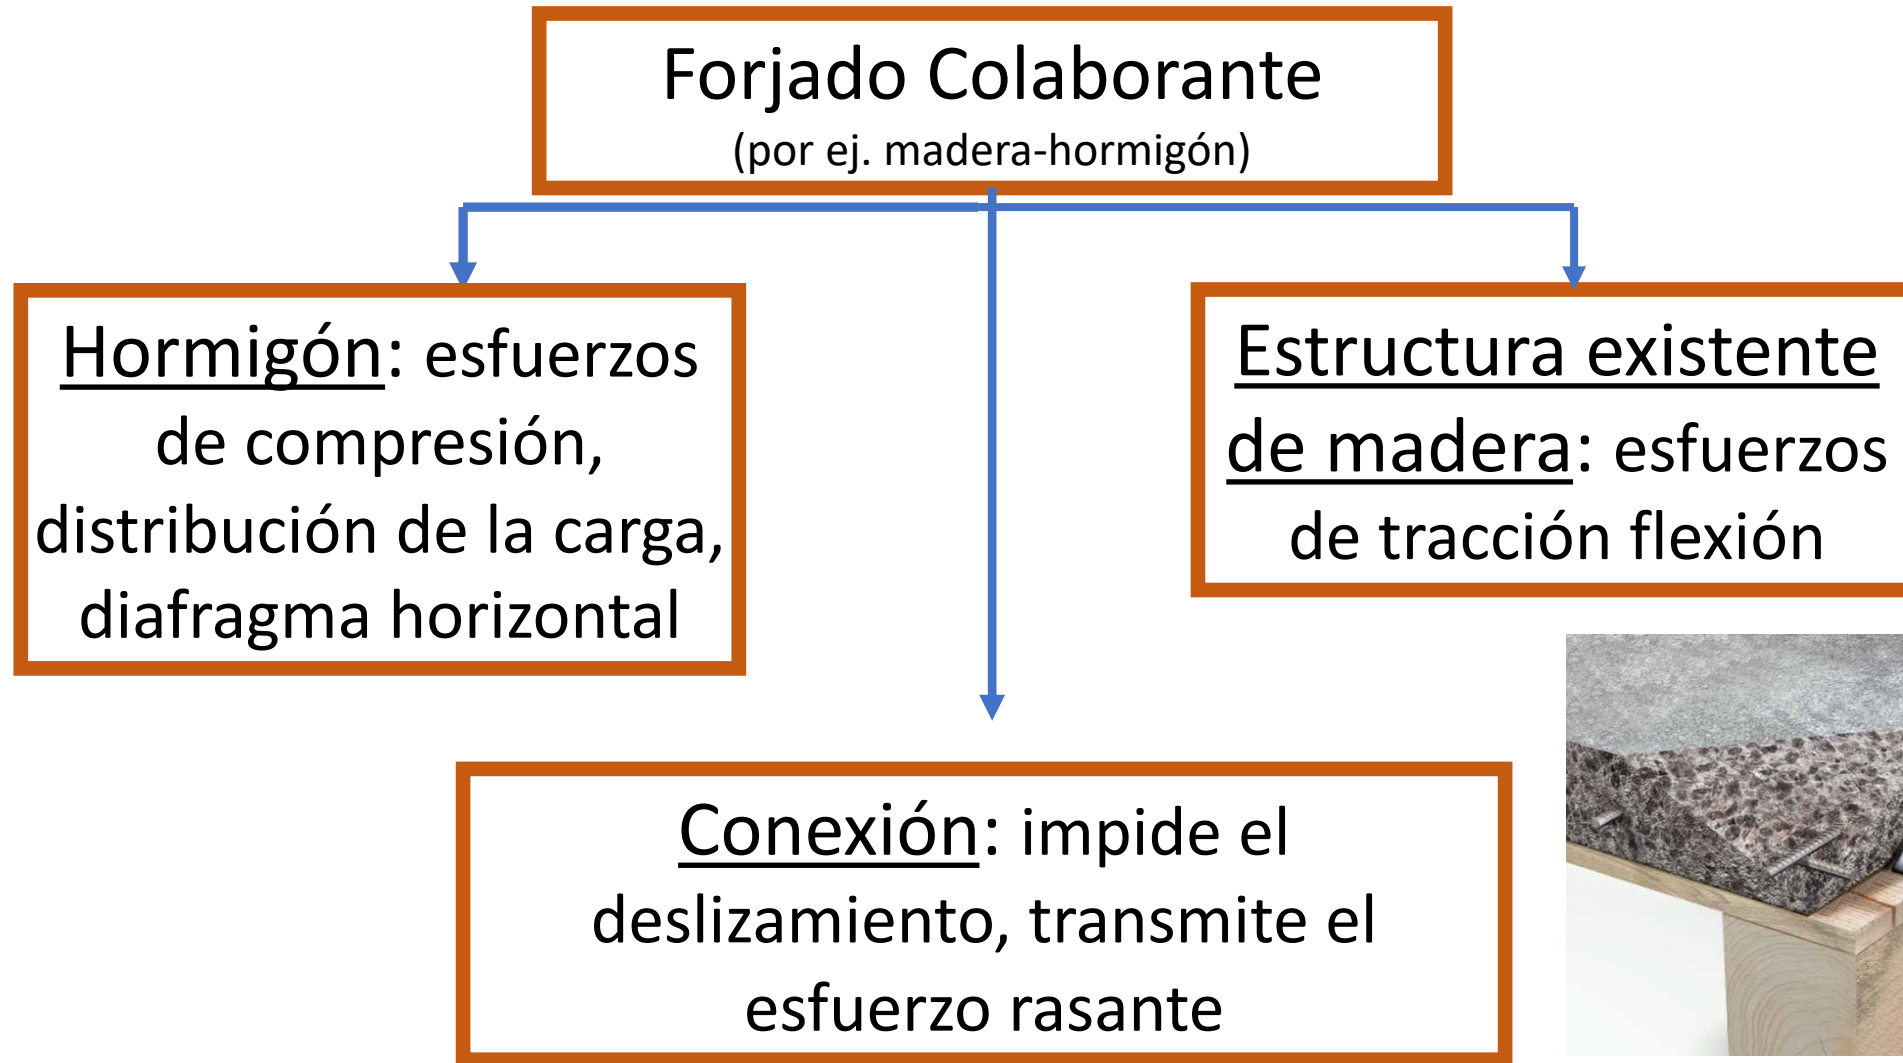 Forjado Colaborante
(por ej. madera-hormigón)
Hormigón: esfuerzos
de compresión,
distribución de la carga,
diafragma horizontal
Estructura existente
de madera: esfuerzos
de tracción flexión
Conexión: impide el
deslizamiento, transmite el
esfuerzo rasante